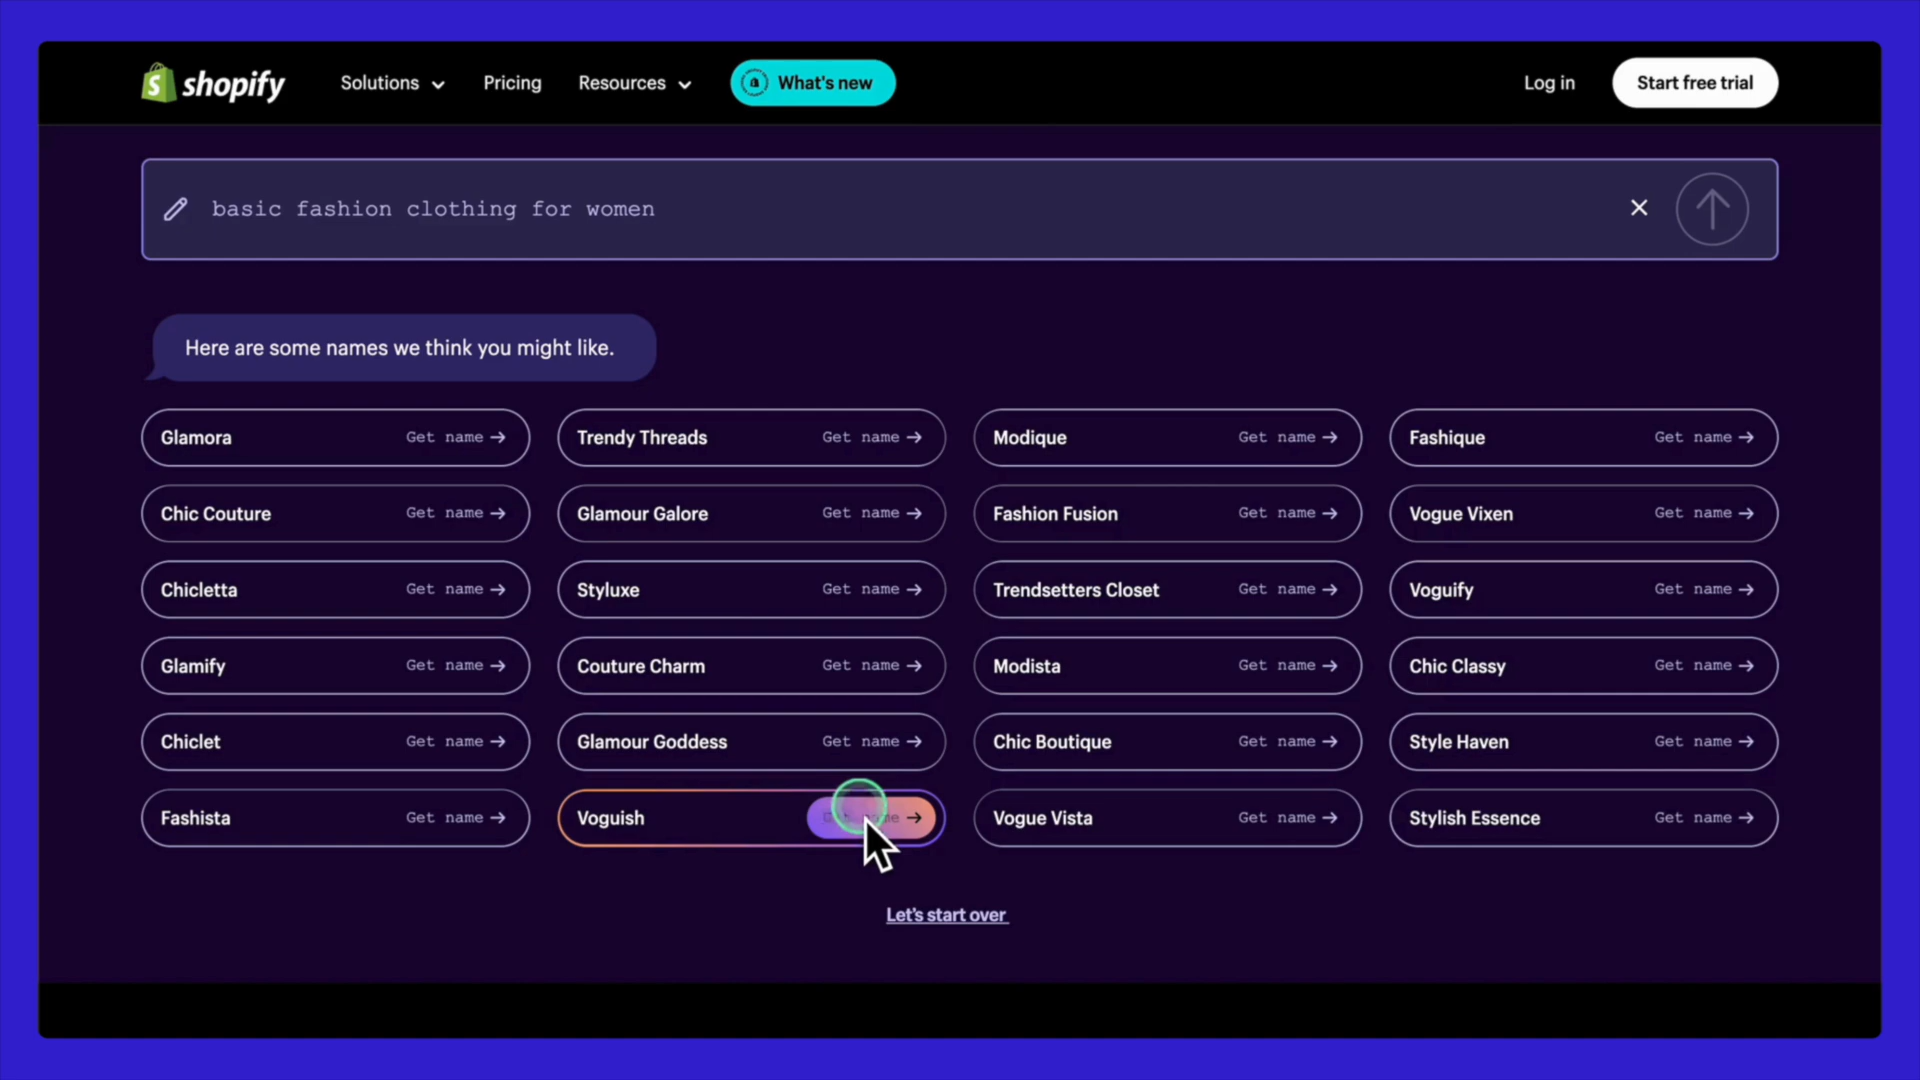 shopify Solutions Pricing Resources What's new Log in Start free trial
basic fashion clothing for women
Here are some names we think you might like.
Glamora Get name → Trendy Threads Get name → Modique Get name → Fashique Get name →
Chic Couture Get name → Glamour Galore Get name → Fashion Fusion Get name → Vogue Vixen Get name →
Chicletta Get name → Styluxe Get name → Trendsetters Closet Get name → Voguify Get name →
Glamify Get name → Couture Charm Get name → Modista Get name → Chic Classy Get name →
Chiclet Get name → Glamour Goddess Get name → Chic Boutique Get name → Style Haven Get name →
Fashista Get name → Voguish → Vogue Vista Get name → Stylish Essence Get name →
Let's start over